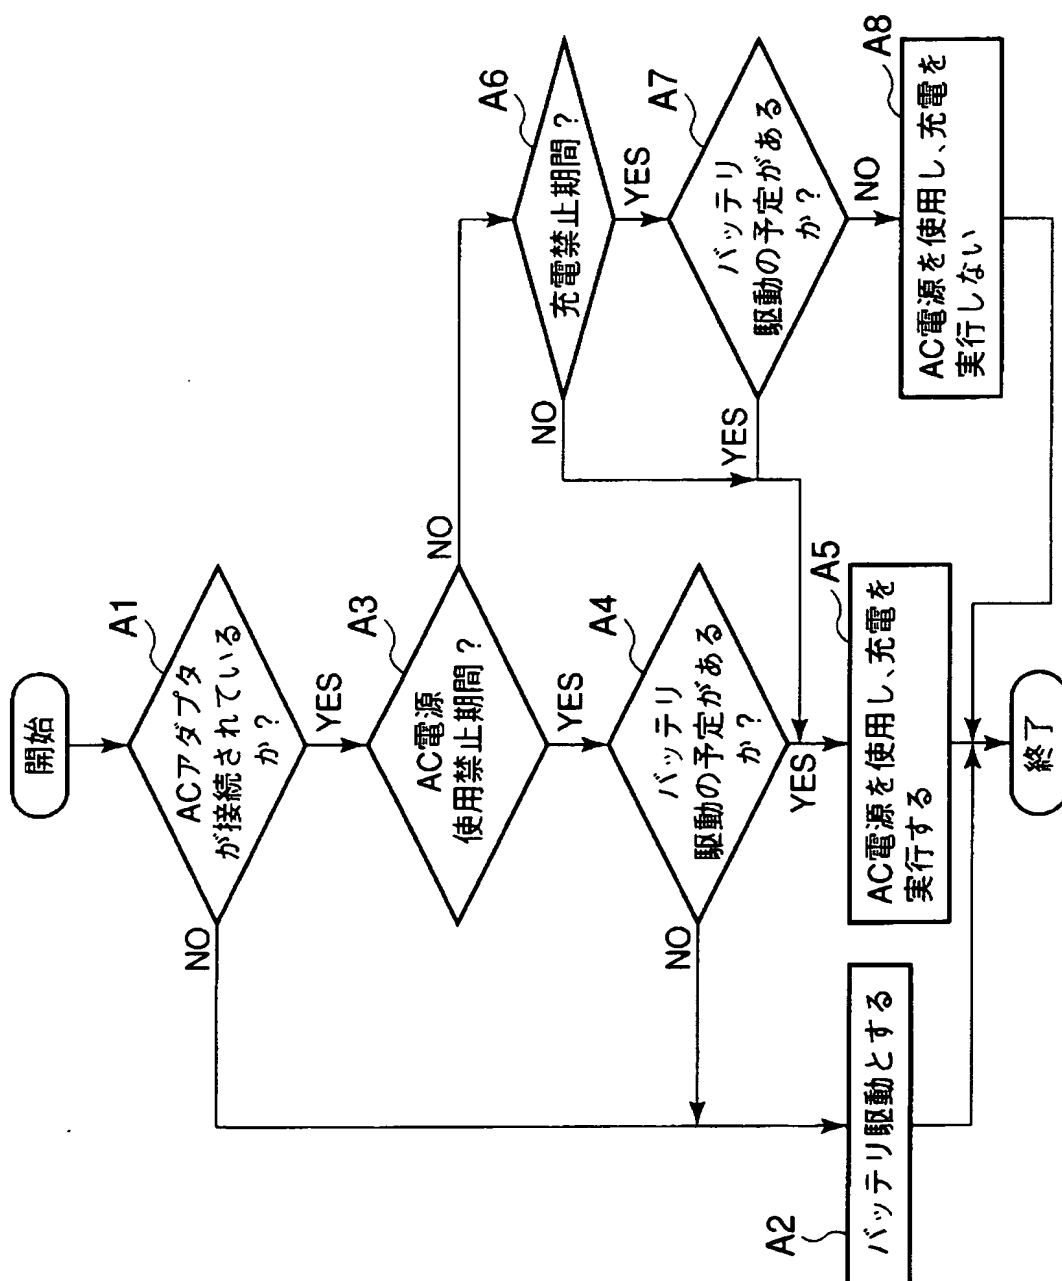 開始
A1
ACアダプタ
が接続されている
か？
NO
YES
A3
AC電源
使用禁止期間？
NO
YES
A4
バッテリ
駆動の予定がある
か？
NO
YES
A6
充電禁止期間？
NO
YES
A7
バッテリ
駆動の予定がある
か？
YES
NO
A2
バッテリ駆動とする
A5
AC電源を使用し、充電を
実行する
A8
AC電源を使用し、充電を
実行しない
終了